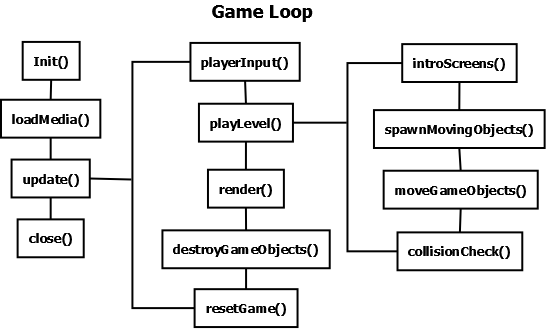 Game Loop
Init()
loadMedia()
update()
close()
playerInput()
playLevel()
render()
destroyGameObjects()
resetGame()
introScreens()
spawnMovingObjects()
moveGameObjects()
collisionCheck()